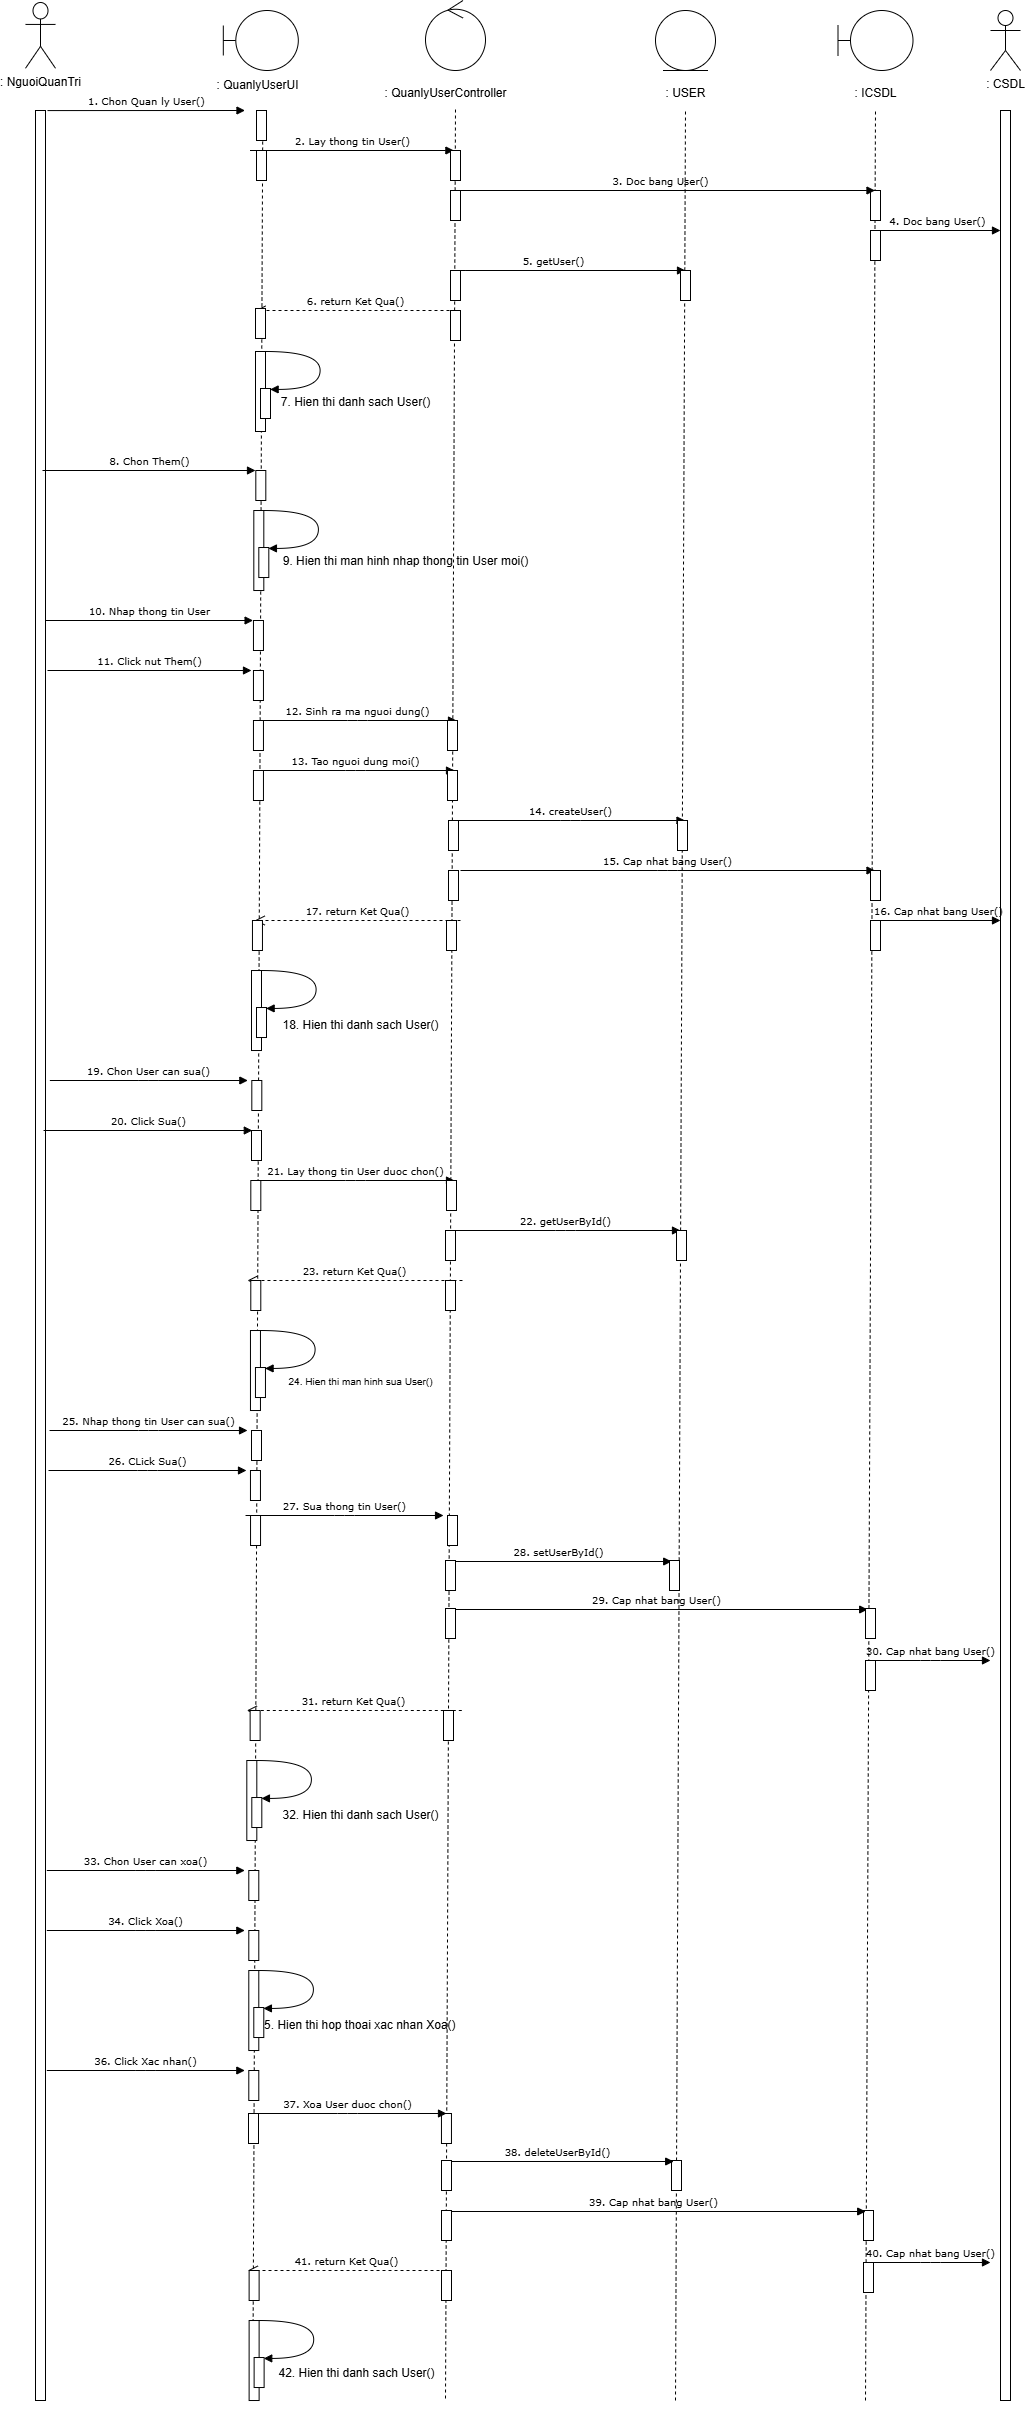 : NguoiQuanTri
: QuanlyUserUI
: QuanlyUserController
: USER
: ICSDL
: CSDL
1. Chon Quan ly User()
2. Lay thong tin User()
3. Doc bang User()
4. Doc bang User()
5. getUser()
6. return Ket Qua()
7. Hien thi danh sach User()
8. Chon Them()
9. Hien thi man hinh nhap thong tin User moi()
10. Nhap thong tin User
11. Click nut Them()
12. Sinh ra ma nguoi dung()
13. Tao nguoi dung moi()
14. createUser()
15. Cap nhat bang User()
17. return Ket Qua()
16. Cap nhat bang User()
18. Hien thi danh sach User()
19. Chon User can sua()
20. Click Sua()
21. Lay thong tin User duoc chon()
22. getUserById()
23. return Ket Qua()
24. Hien thi man hinh sua User()
25. Nhap thong tin User can sua()
26. CLick Sua()
27. Sua thong tin User()
28. setUserById()
29. Cap nhat bang User()
30. Cap nhat bang User()
31. return Ket Qua()
32. Hien thi danh sach User()
33. Chon User can xoa()
34. Click Xoa()
5. Hien thi hop thoai xac nhan Xoa()
36. Click Xac nhan()
37. Xoa User duoc chon()
38. deleteUserById()
39. Cap nhat bang User()
40. Cap nhat bang User()
41. return Ket Qua()
42. Hien thi danh sach User()